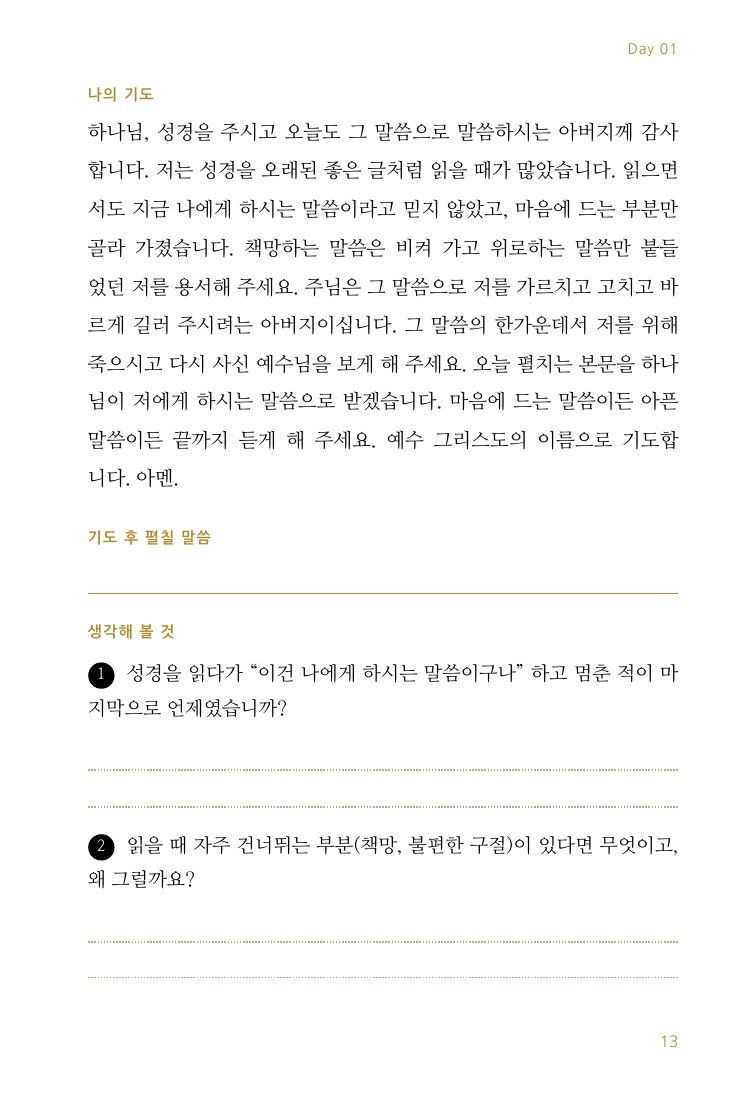 Day 01
나의 기도
하나님, 성경을 주시고 오늘도 그 말씀으로 말씀하시는 아버지께 감사
합니다. 저는 성경을 오래된 좋은 글처럼 읽을 때가 많았습니다. 읽으면
서도 지금 나에게 하시는 말씀이라고 믿지 않았고, 마음에 드는 부분만
골라 가졌습니다. 책망하는 말씀은 비켜 가고 위로하는 말씀만 붙들
었던 저를 용서해 주세요. 주님은 그 말씀으로 저를 가르치고 고치고 바
르게 길러 주시려는 아버지이십니다. 그 말씀의 한가운데서 저를 위해
죽으시고 다시 사신 예수님을 보게 해 주세요. 오늘 펼치는 본문을 하나
님이 저에게 하시는 말씀으로 받겠습니다. 마음에 드는 말씀이든 아픈
말씀이든 끝까지 듣게 해 주세요. 예수 그리스도의 이름으로 기도합
니다. 아멘.
기도 후 펼칠 말씀
생각해 볼 것
1 성경을 읽다가 “이건 나에게 하시는 말씀이구나” 하고 멈춘 적이 마
지막으로 언제였습니까?
2 읽을 때 자주 건너뛰는 부분(책망, 불편한 구절)이 있다면 무엇이고,
왜 그럴까요?
13